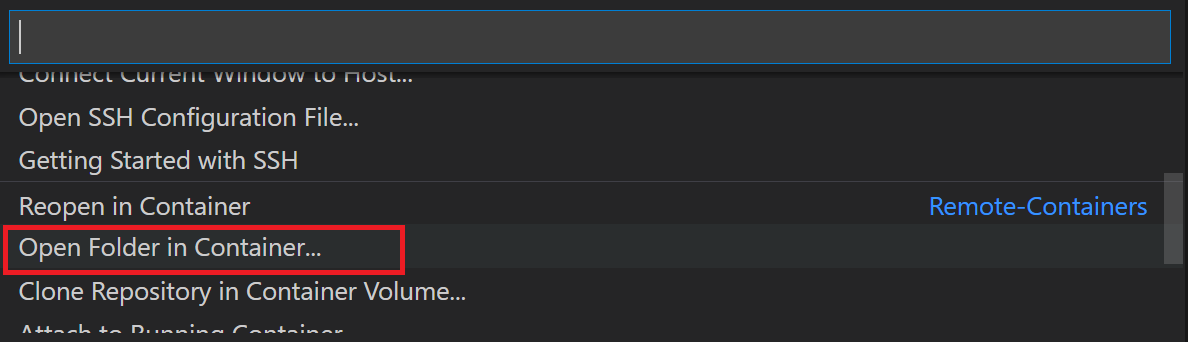 Connect Current Window to Host...
Open SSH Configuration File...
Getting Started with SSH
Reopen in Container Remote-Containers
Open Folder in Container...
Clone Repository in Container Volume...
Attach to Running Container